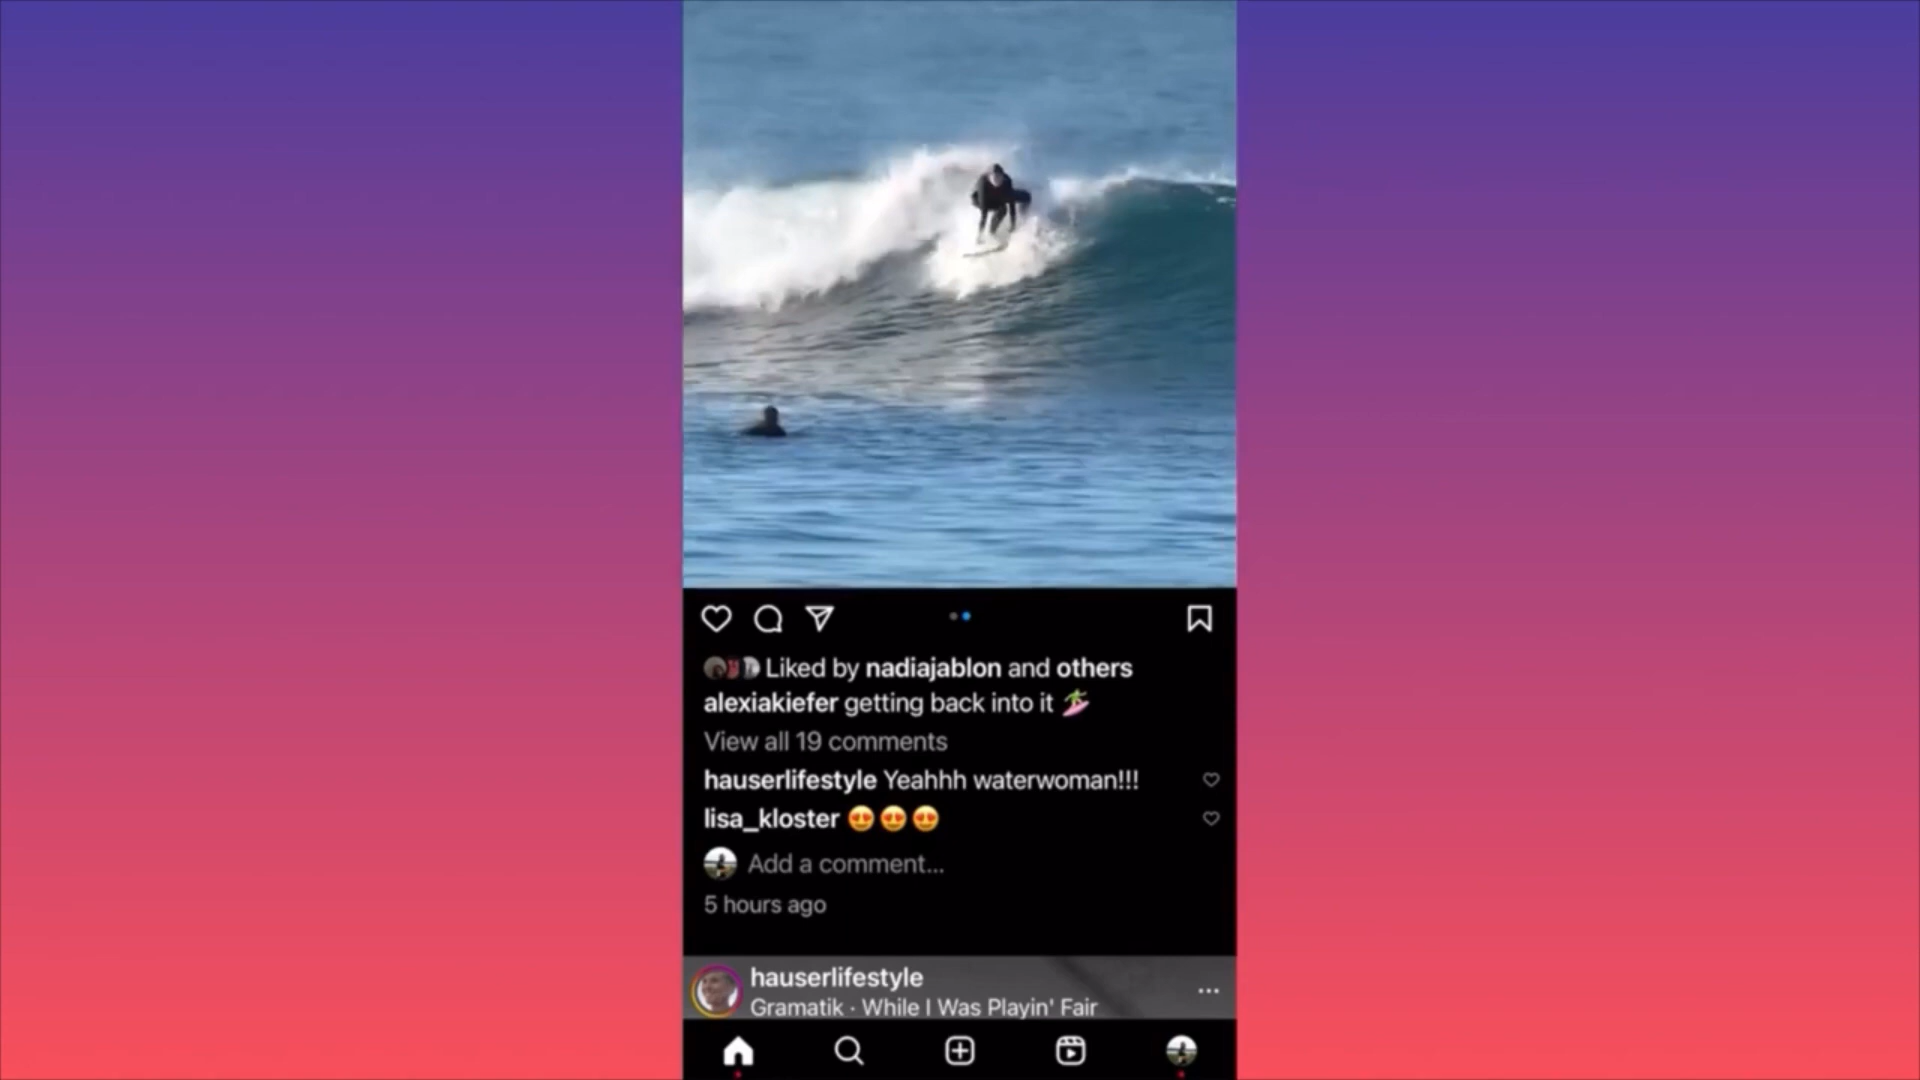 Liked by nadiajablon and others
alexiakiefer getting back into it 🏄
View all 19 comments
hauserlifestyle Yeahhh waterwoman!!!
lisa_kloster 😍😍😍
Add a comment...
5 hours ago
hauserlifestyle
Gramatik · While I Was Playin' Fair